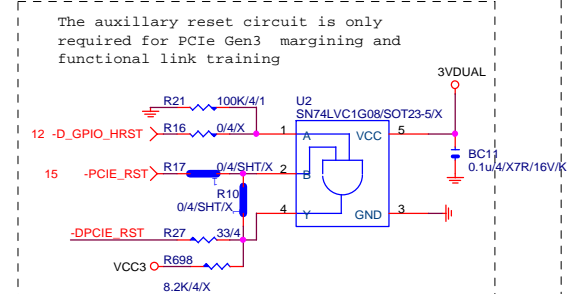 The auxillary reset circuit is only
required for PCIe Gen3 margining and
functional link training
3VDUAL
R21 100K/4/1
U2
SN74LVC1G08/SOT23-5/X
12 -D_GPIO_HRST R16 0/4/X 1 A VCC 5
BC11
0.1u/4/X7R/16V/K
15 -PCIE_RST R17 0/4/SHT/X 2 B
R10
0/4/SHT/X
4 Y GND 3
-DPCIE_RST R27 33/4
VCC3 R698
8.2K/4/X